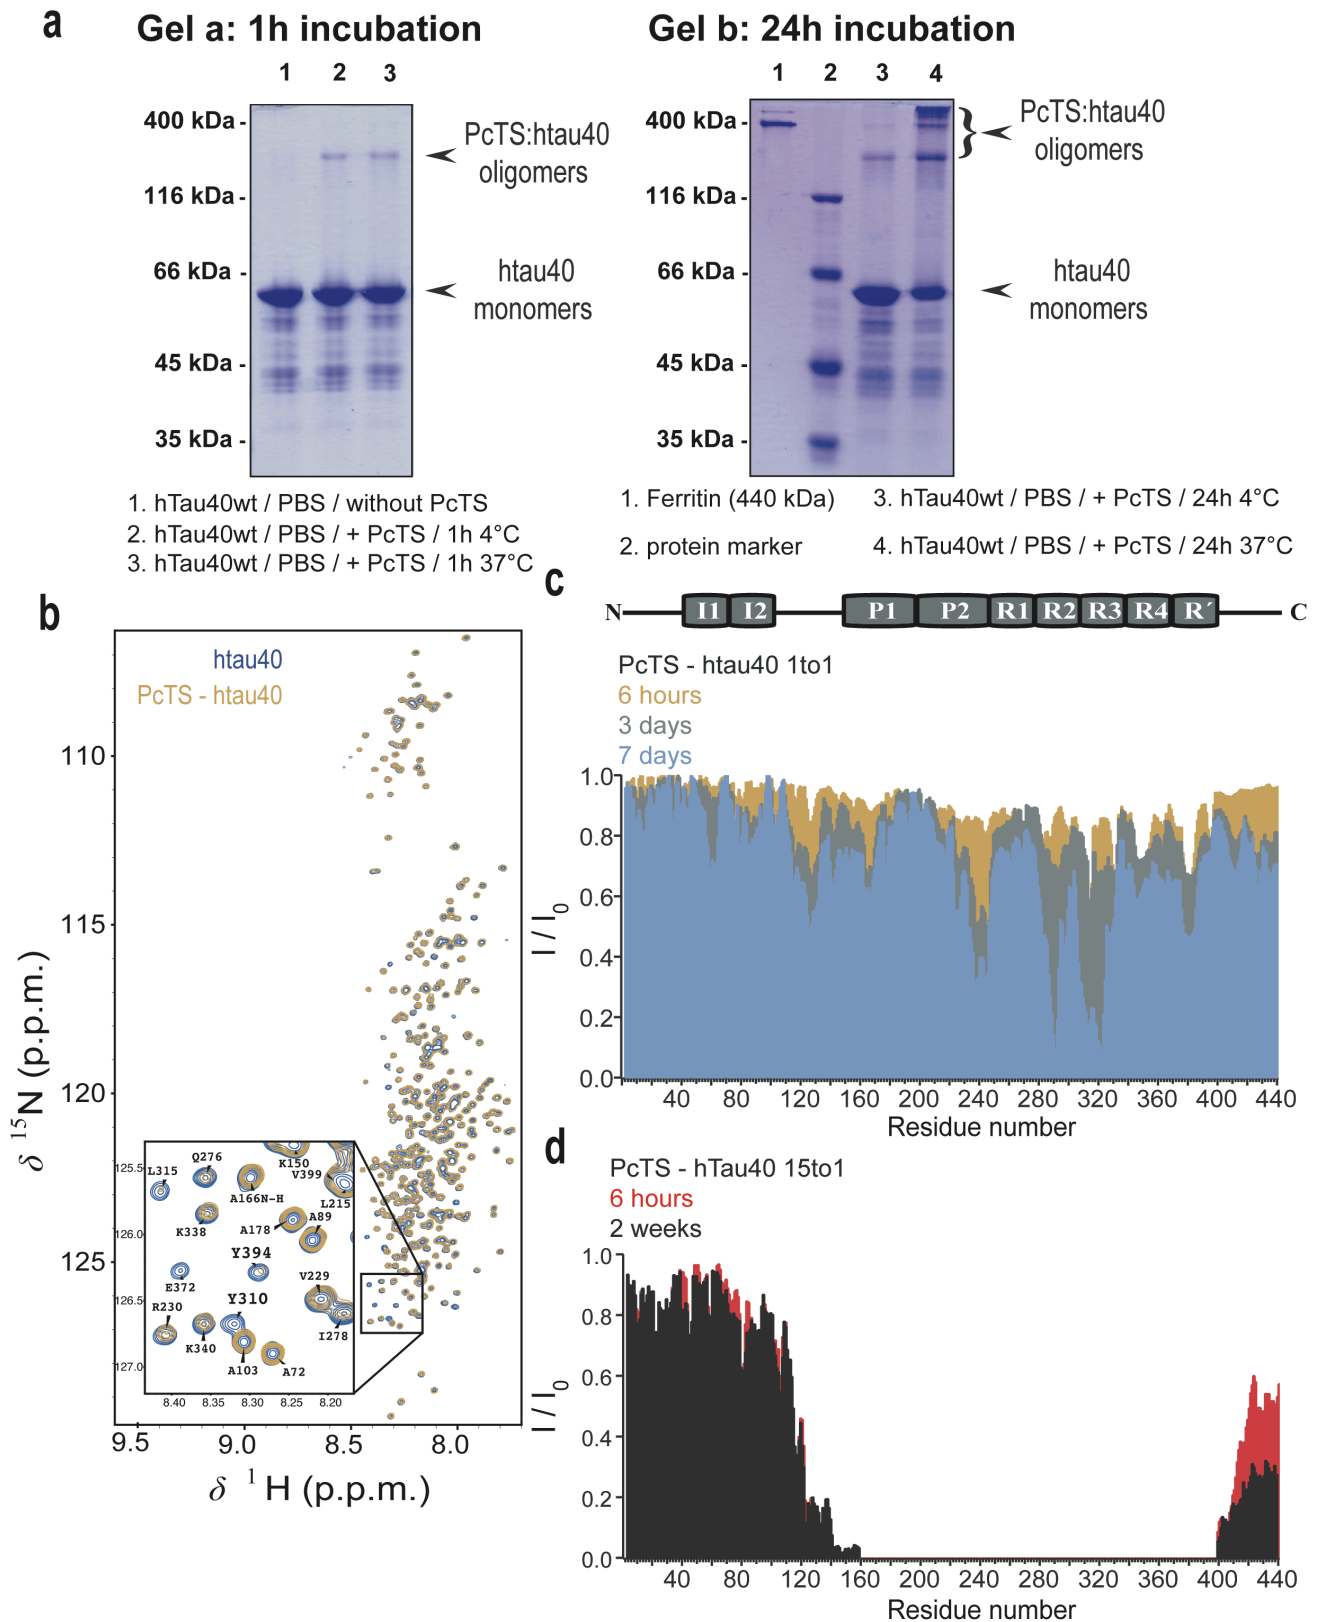 a
Gel a: 1h incubation
1 2 3
400 kDa -
116 kDa -
66 kDa -
45 kDa -
35 kDa -
PcTS:htau40
oligomers
htau40
monomers
1. hTau40wt / PBS / without PcTS
2. hTau40wt / PBS / + PcTS / 1h 4°C
3. hTau40wt / PBS / + PcTS / 1h 37°C
Gel b: 24h incubation
1 2 3 4
400 kDa -
116 kDa -
66 kDa -
45 kDa -
35 kDa -
PcTS:htau40
oligomers
htau40
monomers
1. Ferritin (440 kDa)
2. protein marker
3. hTau40wt / PBS / + PcTS / 24h 4°C
4. hTau40wt / PBS / + PcTS / 24h 37°C
b
htau40
PcTS - htau40
110
115
120
125
δ 15N (p.p.m.)
9.5 9.0 8.5 8.0
δ 1 H (p.p.m.)
125.5
126.0
126.5
127.0
8.40 8.35 8.30 8.25 8.20
L315
Q276
K150
V399
A166N-H
L215
K338
A178
A89
Y394
E372
V229
R230
Y310
K340
I278
A103
A72
c
N I1 I2 P1 P2 R1 R2 R3 R4 R´ C
PcTS - htau40 1to1
6 hours
3 days
7 days
I / I0
1.0
0.8
0.6
0.4
0.2
0.0
40 80 120 160 200 240 280 320 360 400 440
Residue number
d
PcTS - hTau40 15to1
6 hours
2 weeks
I / I0
1.0
0.8
0.6
0.4
0.2
0.0
40 80 120 160 200 240 280 320 360 400 440
Residue number